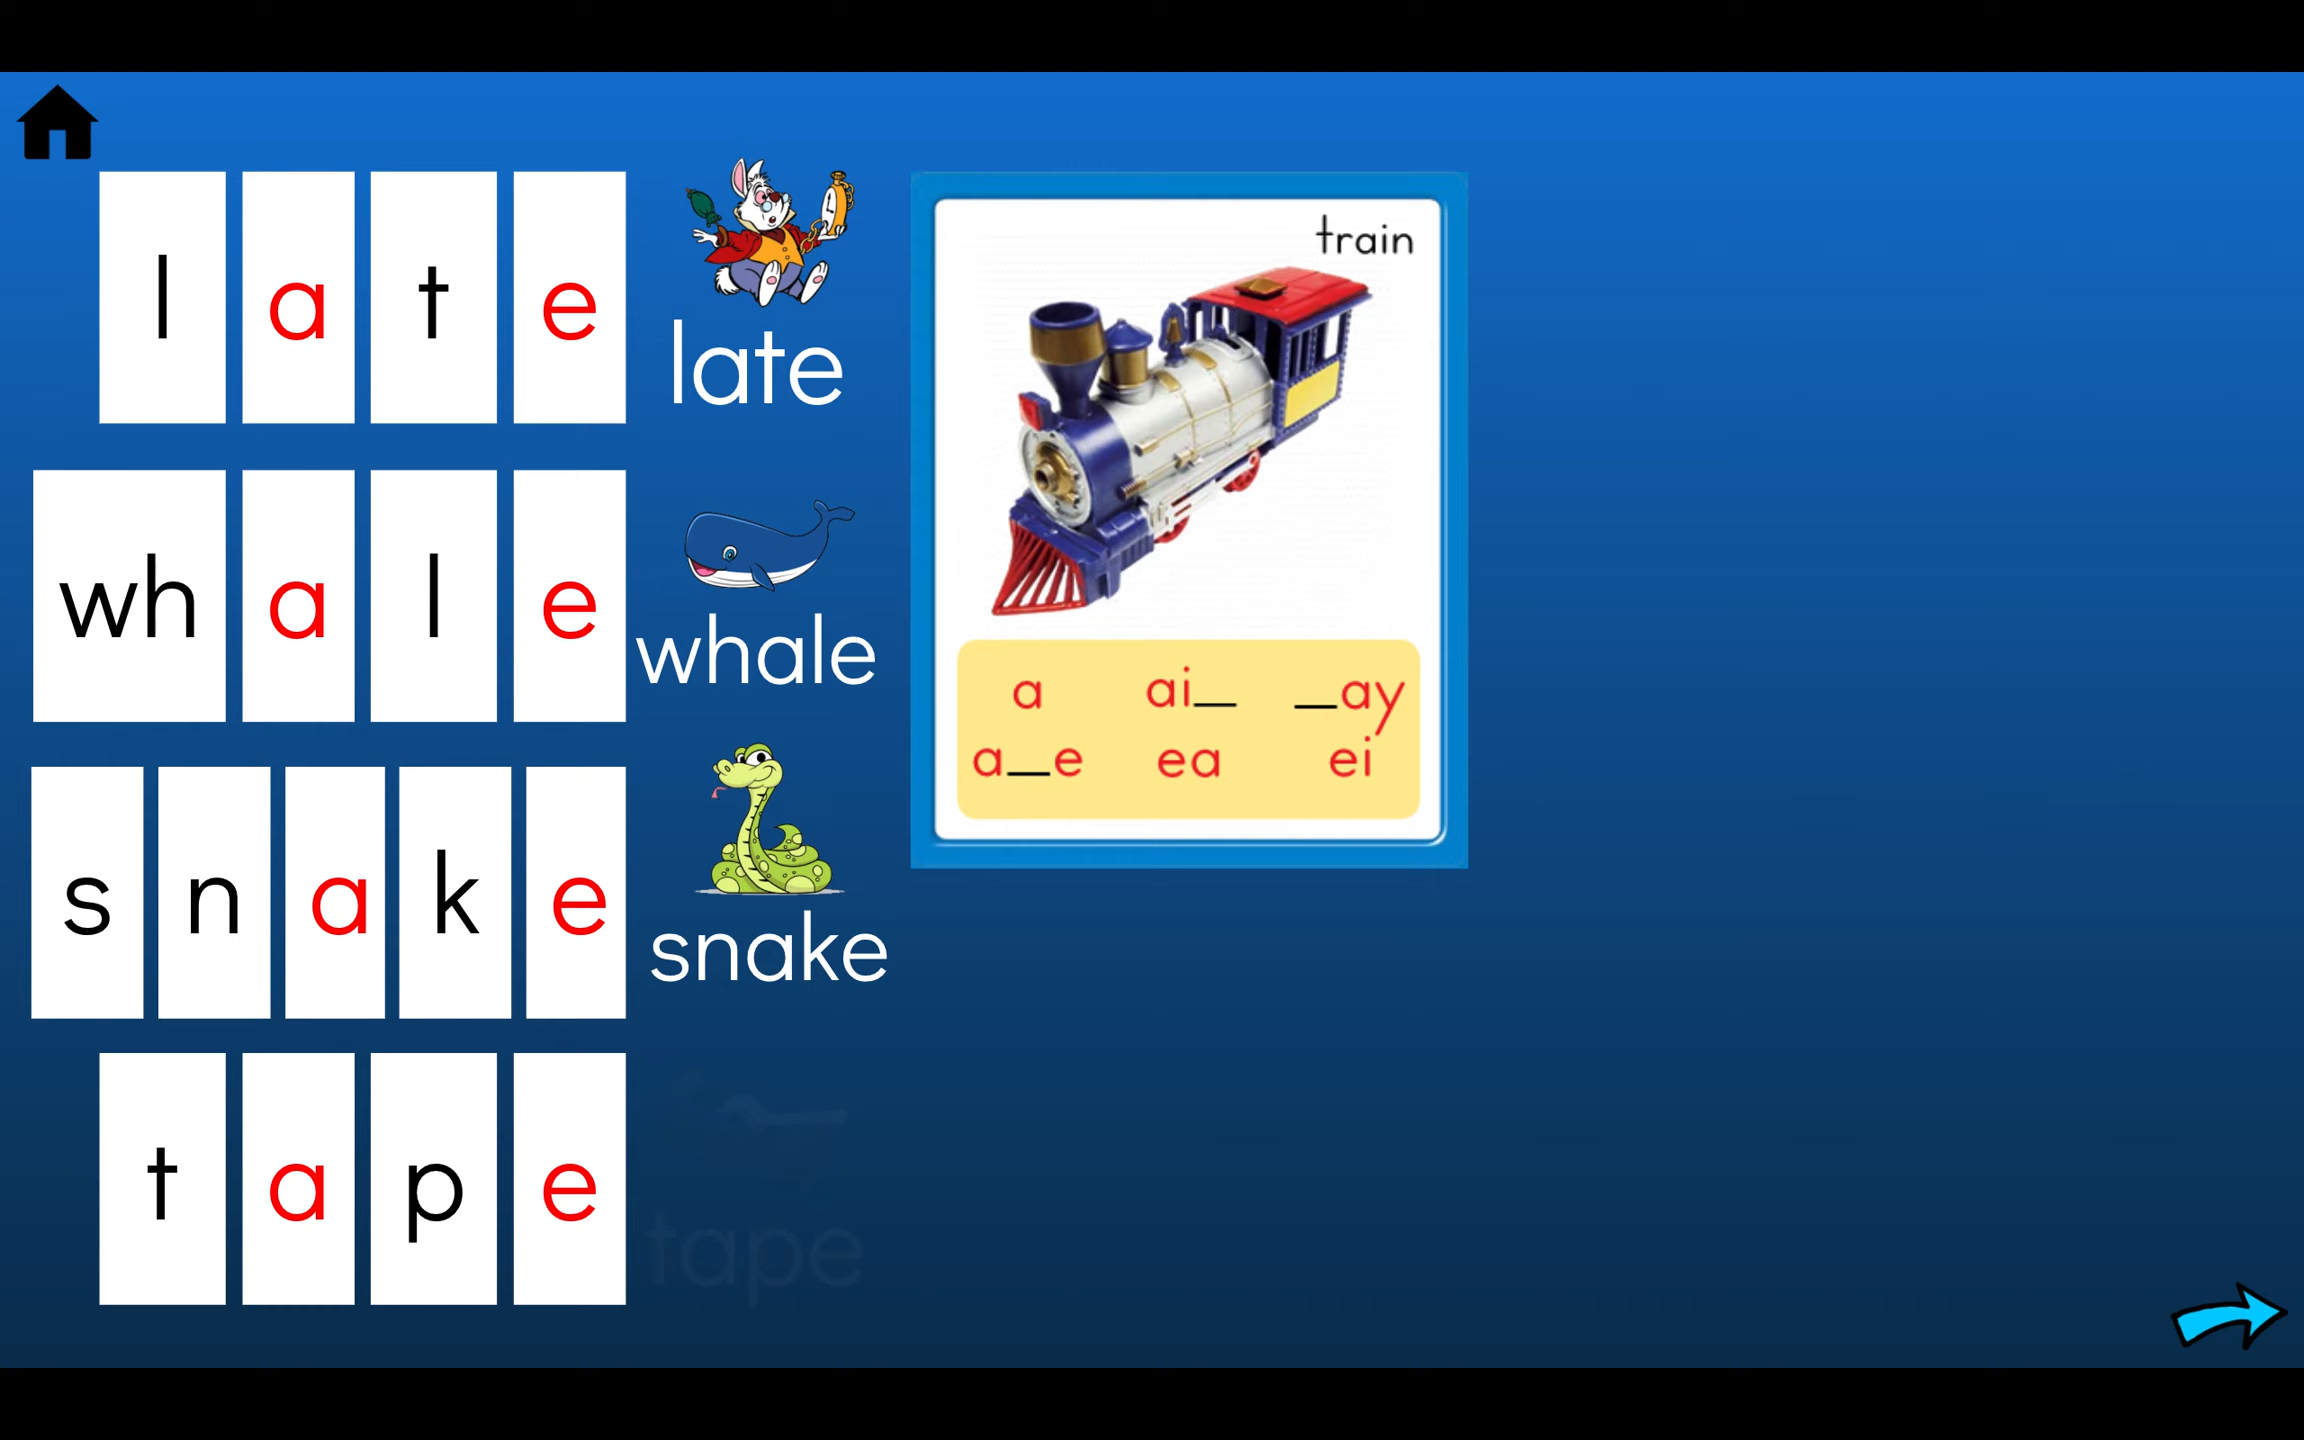 l a t e
late
wh a l e
whale
s n a k e
snake
t a p e
tape
train
a ai_ _ay
a_e ea ei